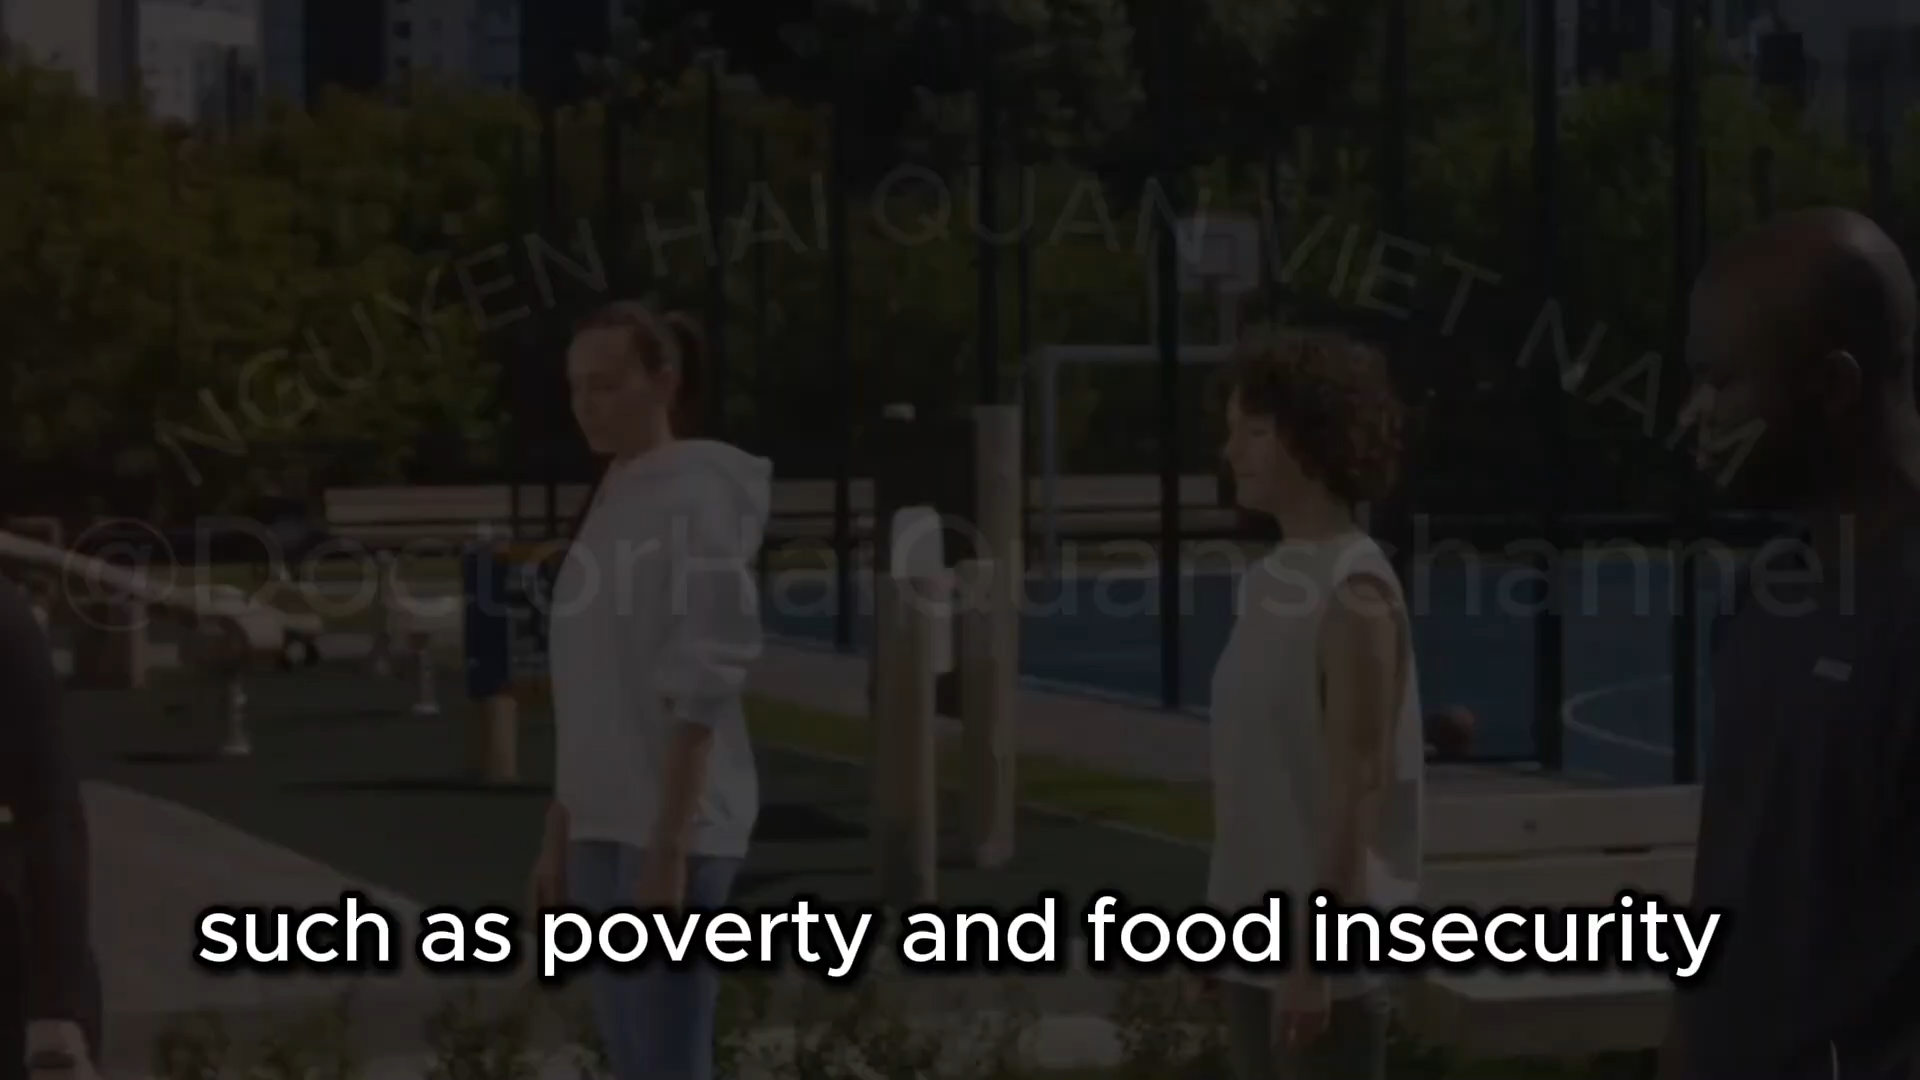 NGUYEN HAI QUAN VIET NAM
@DoctorHaiQuanschannel
such as poverty and food insecurity